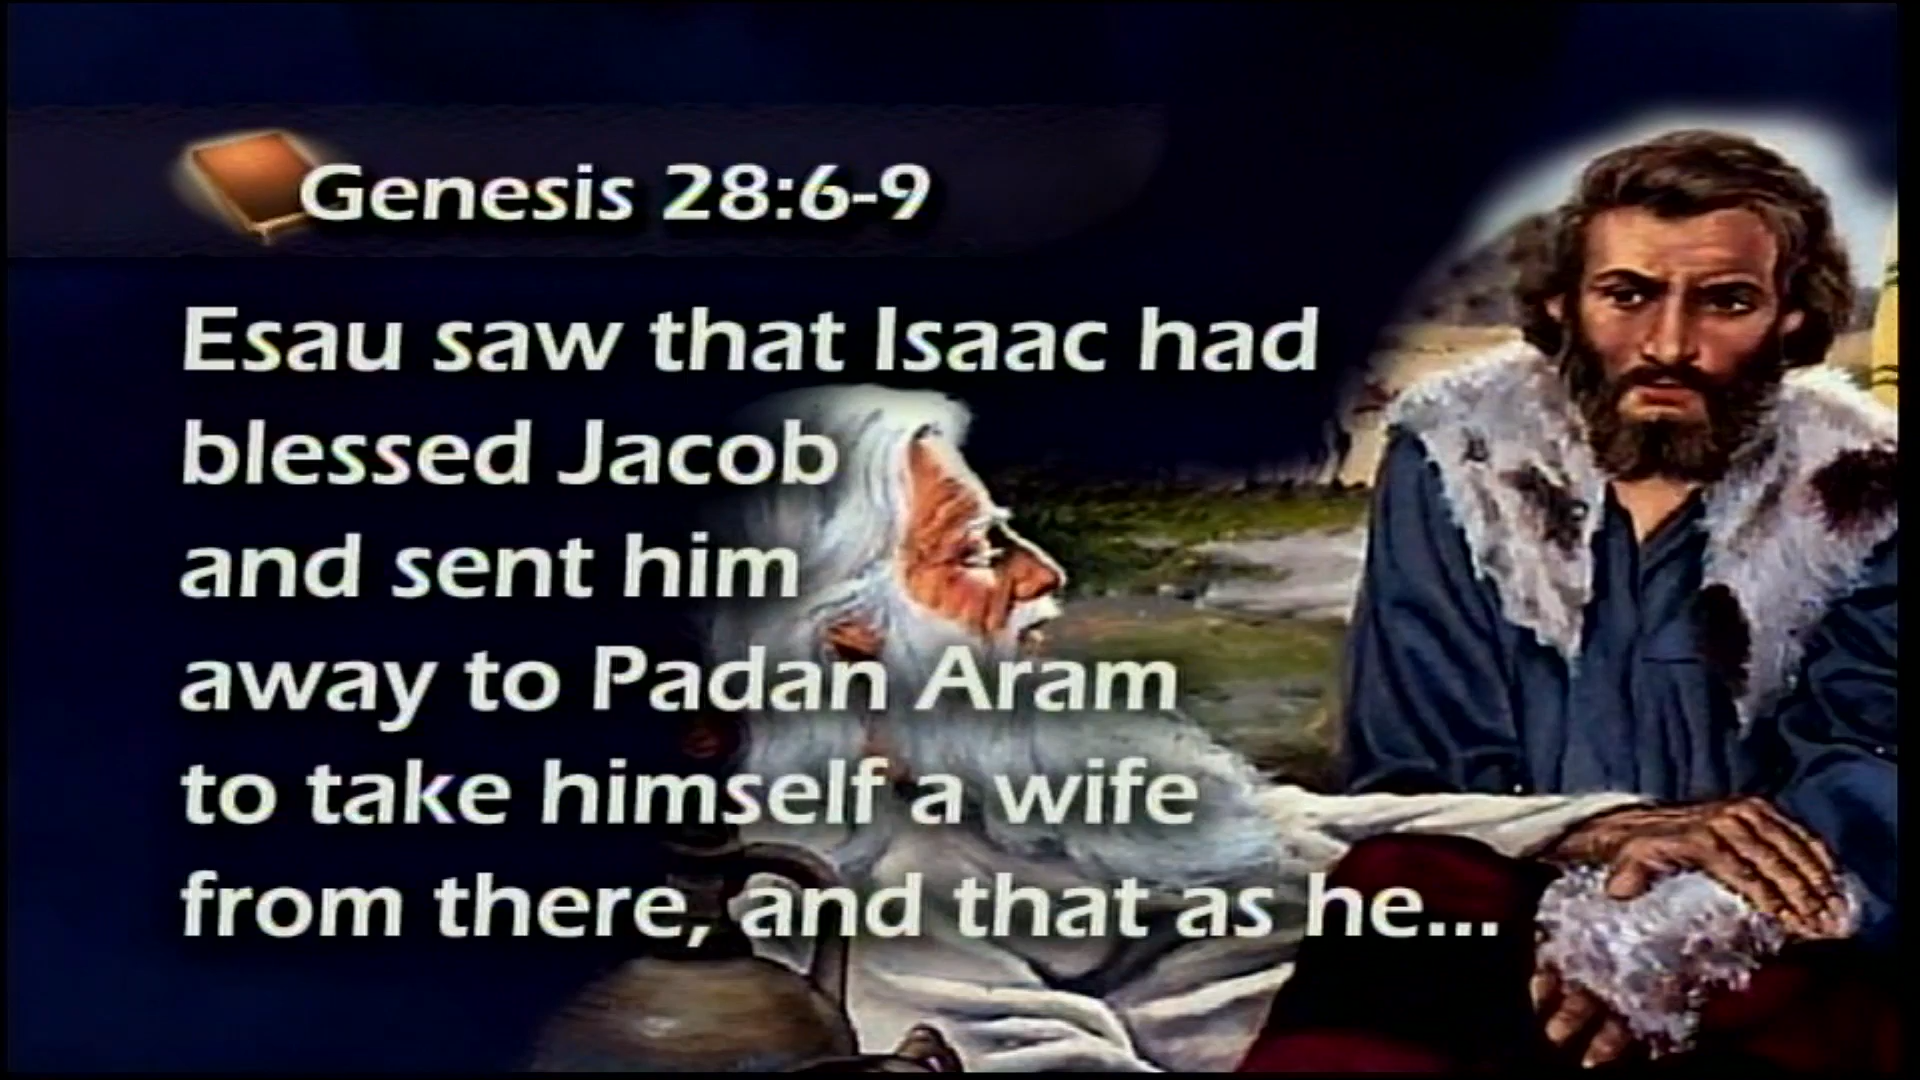 Genesis 28:6-9
Esau saw that Isaac had
blessed Jacob
and sent him
away to Padan Aram
to take himself a wife
from there, and that as he...